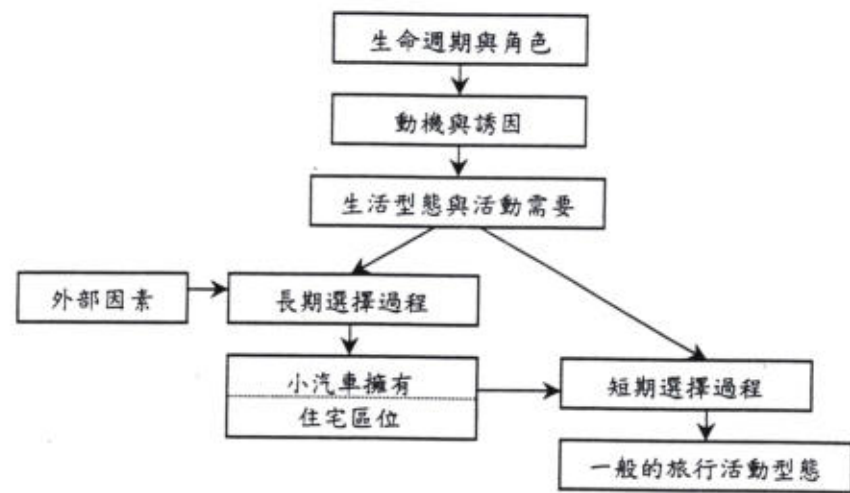 生命週期與角色
動機與誘因
生活型態與活動需要
外部因素
長期選擇過程
小汽車擁有
住宅區位
短期選擇過程
一般的旅行活動型態